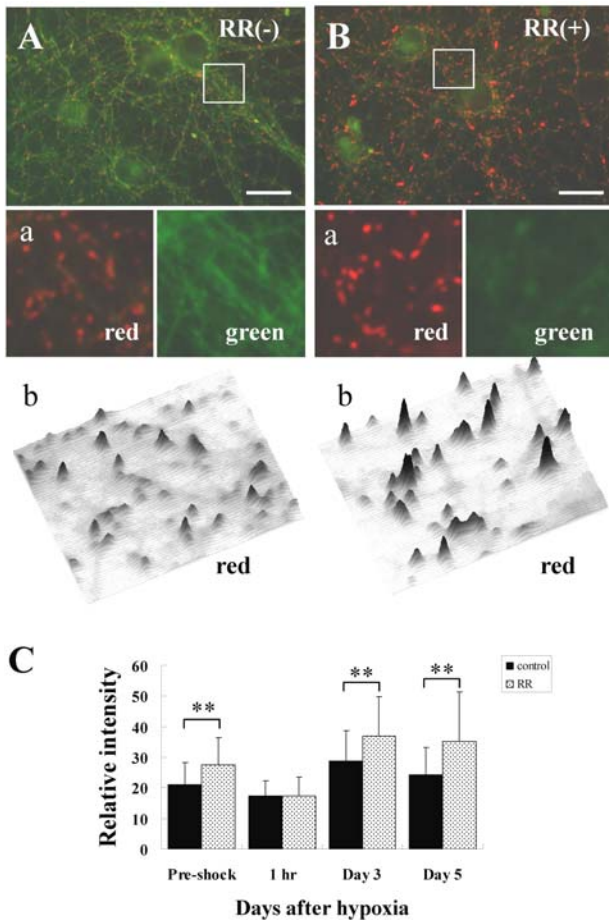 A RR(-)
B RR(+)
a red green
a red green
b red
b red
C
control
RR
Relative intensity
60
50
40
30
20
10
0
** ** **
Pre-shock 1 hr Day 3 Day 5
Days after hypoxia